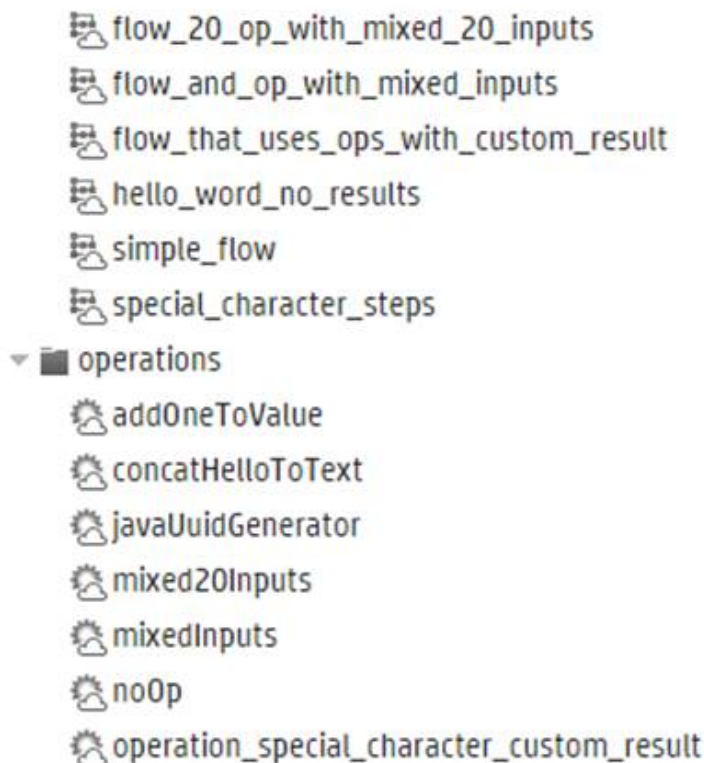 flow_20_op_with_mixed_20_inputs
flow_and_op_with_mixed_inputs
flow_that_uses_ops_with_custom_result
hello_word_no_results
simple_flow
special_character_steps
operations
addOneToValue
concatHelloToText
javaUuidGenerator
mixed20Inputs
mixedInputs
noOp
operation_special_character_custom_result